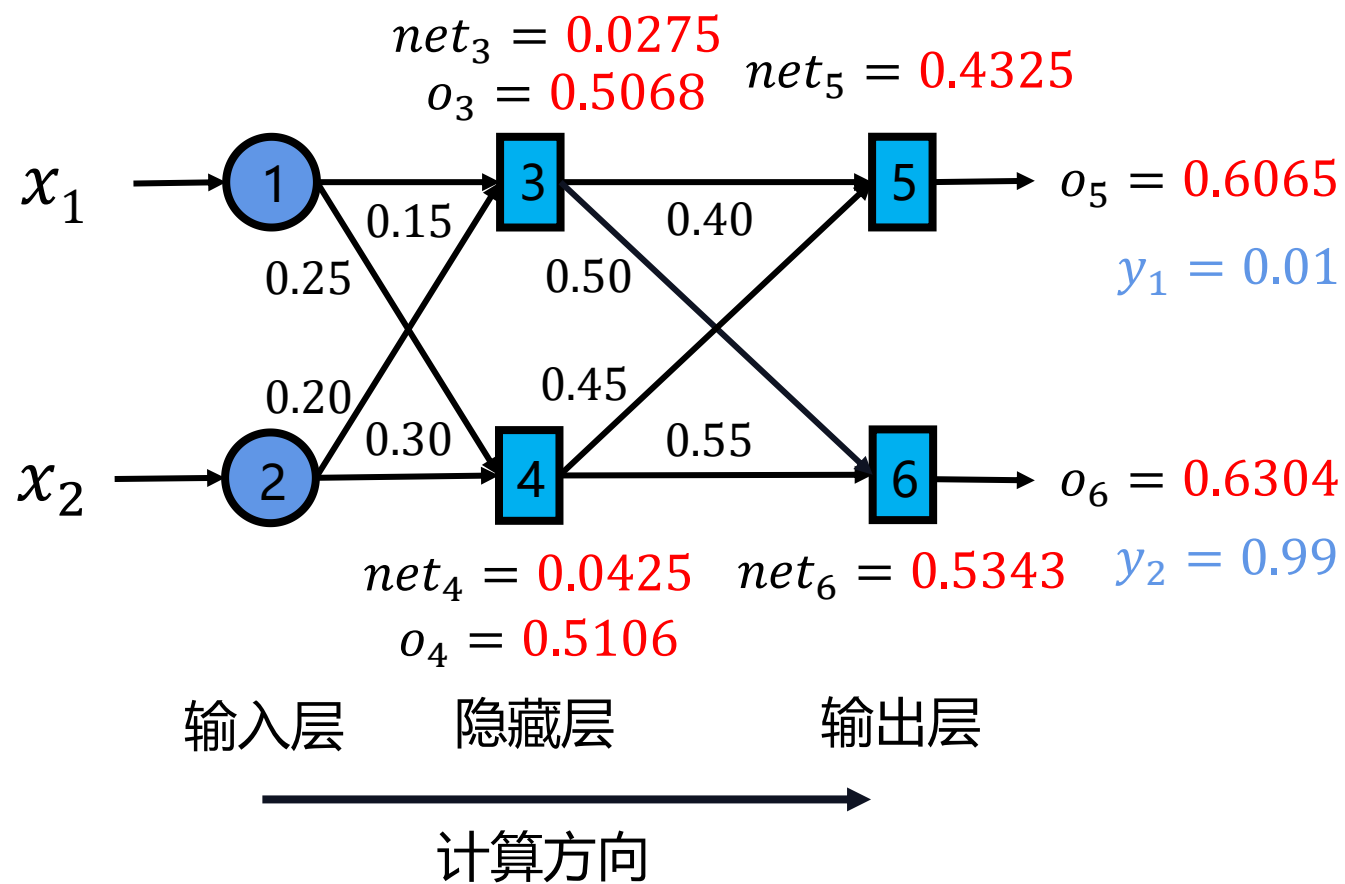 net₃ = 0.0275
o₃ = 0.5068
net₅ = 0.4325
x₁
1
3
5
o₅ = 0.6065
0.15
0.40
0.25
0.50
y₁ = 0.01
0.20
0.45
0.30
0.55
x₂
2
4
6
o₆ = 0.6304
net₄ = 0.0425
net₆ = 0.5343
y₂ = 0.99
o₄ = 0.5106
输入层
隐藏层
输出层
计算方向